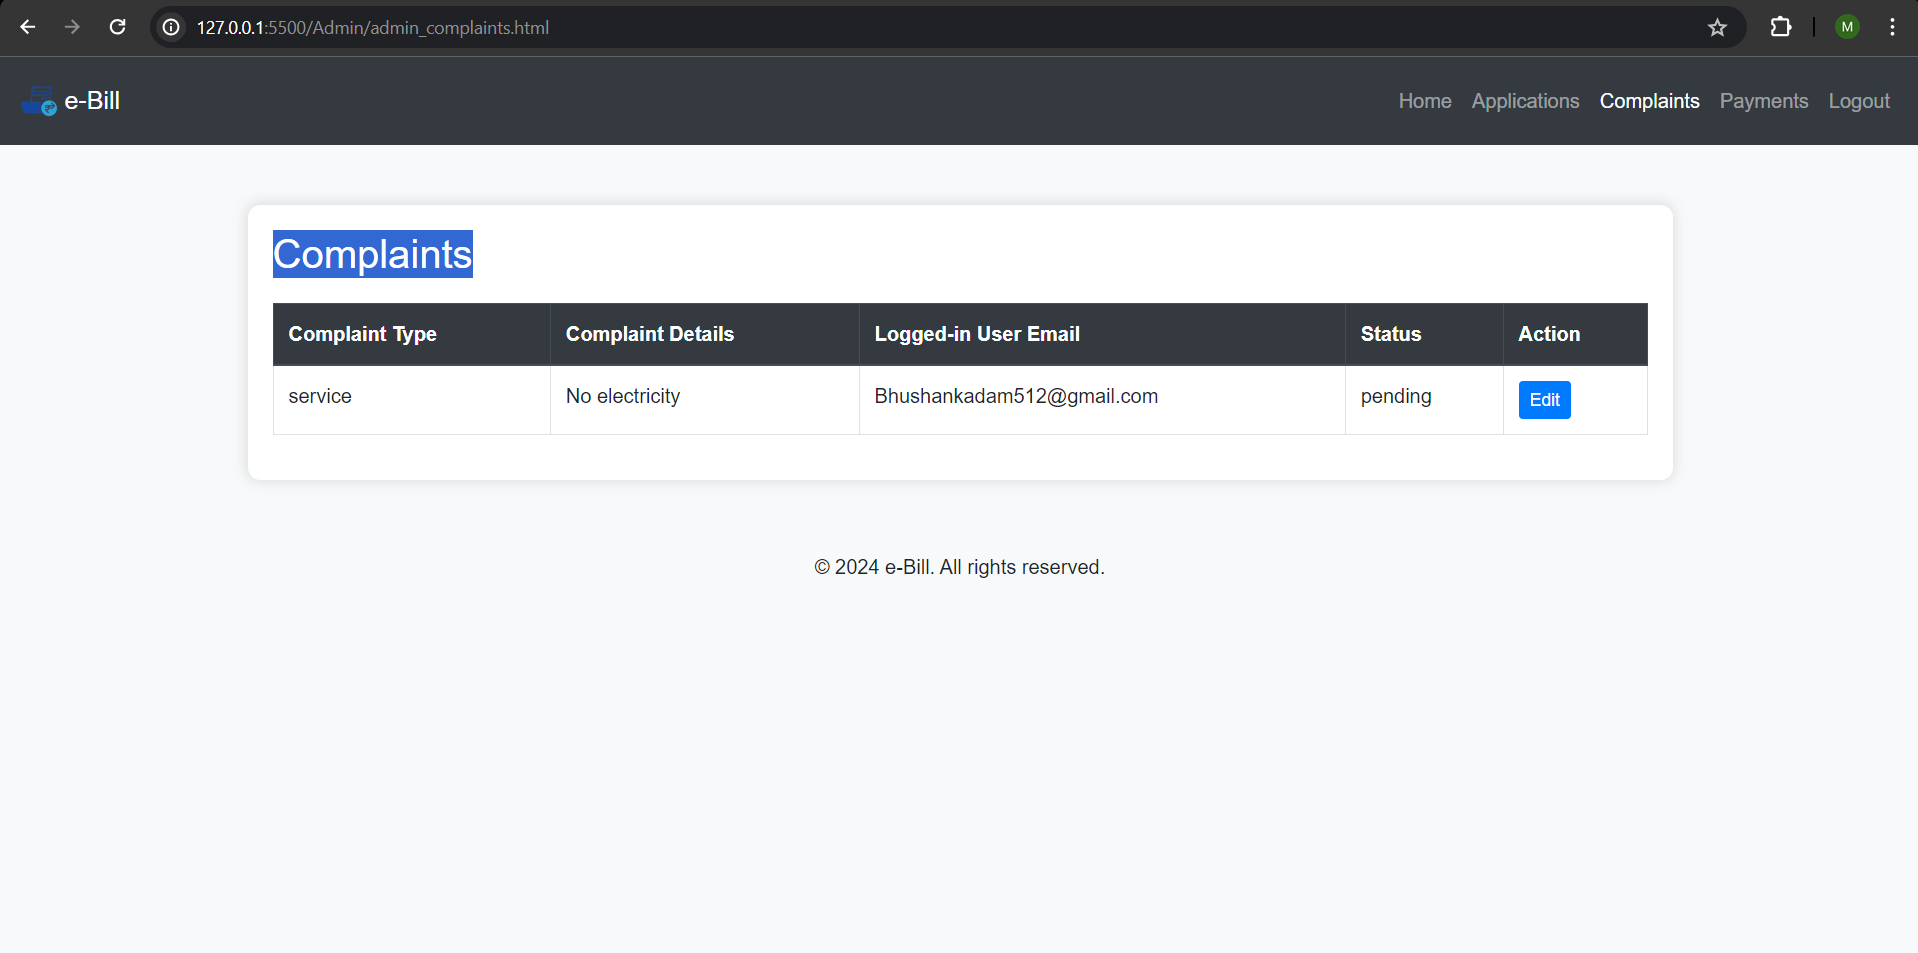 127.0.0.1:5500/Admin/admin_complaints.html
M
e-Bill
Home Applications Complaints Payments Logout
Complaints
Complaint Type Complaint Details Logged-in User Email Status Action
service No electricity Bhushankadam512@gmail.com pending Edit
© 2024 e-Bill. All rights reserved.